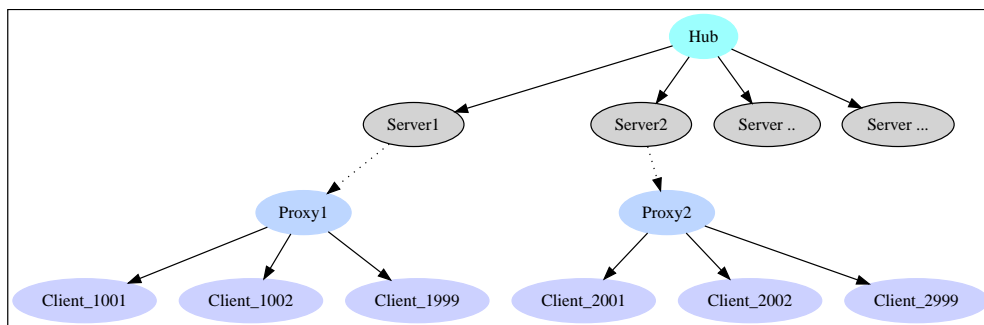 Hub
Server1 Server2 Server .. Server ...
Proxy1 Proxy2
Client_1001 Client_1002 Client_1999 Client_2001 Client_2002 Client_2999